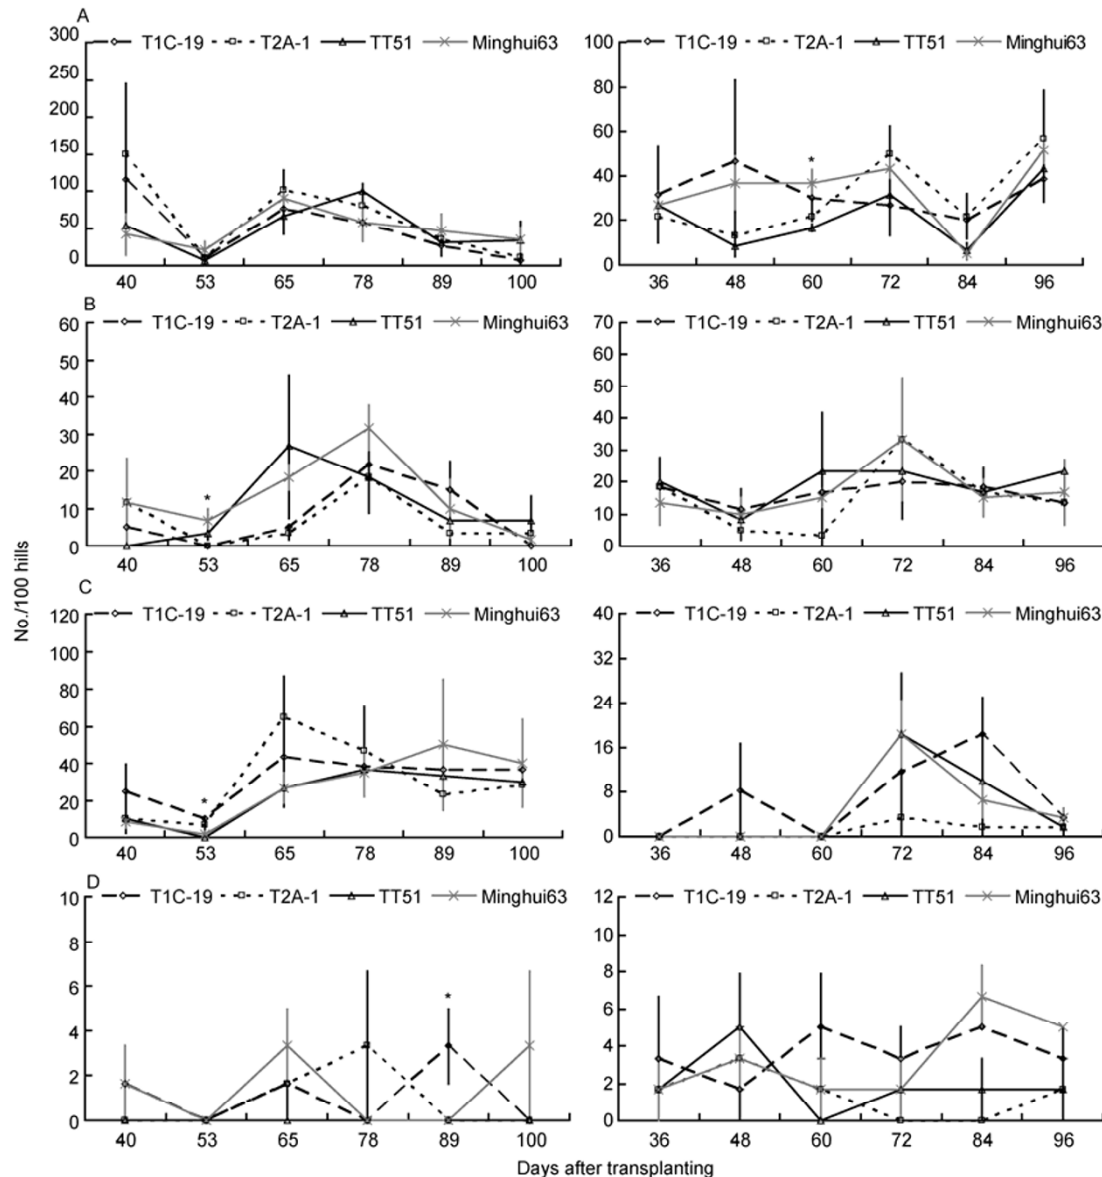 A
T1C-19 T2A-1 TT51 Minghui63
300
250
200
150
100
50
0
40 53 65 78 89 100
T1C-19 T2A-1 TT51 Minghui63
100
80
60
40
20
0
*
36 48 60 72 84 96
B
T1C-19 T2A-1 TT51 Minghui63
60
50
40
30
20
10
0
*
40 53 65 78 89 100
T1C-19 T2A-1 TT51 Minghui63
70
60
50
40
30
20
10
0
36 48 60 72 84 96
No./100 hills
C
T1C-19 T2A-1 TT51 Minghui63
120
100
80
60
40
20
0
*
40 53 65 78 89 100
T1C-19 T2A-1 TT51 Minghui63
40
32
24
16
8
0
36 48 60 72 84 96
D
T1C-19 T2A-1 TT51 Minghui63
10
8
6
4
2
0
*
40 53 65 78 89 100
T1C-19 T2A-1 TT51 Minghui63
12
10
8
6
4
2
0
36 48 60 72 84 96
Days after transplanting